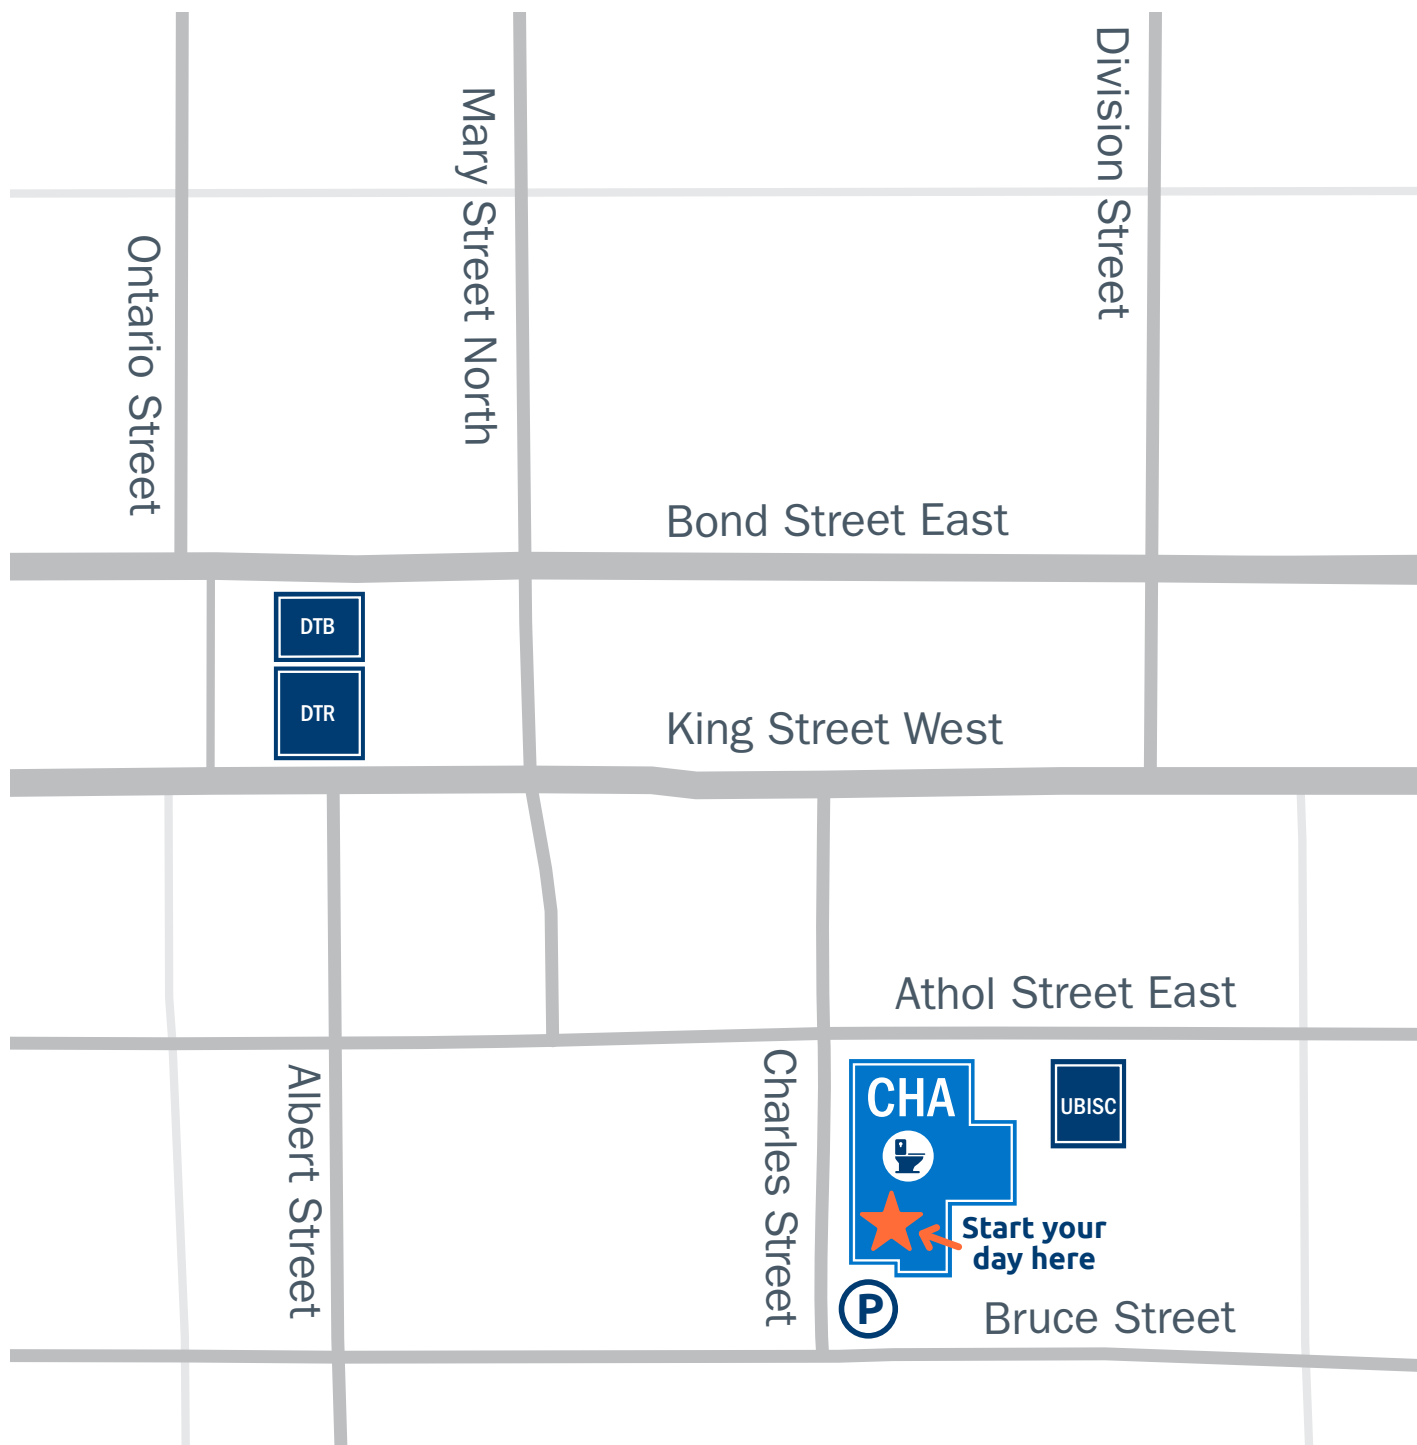 Division Street
Mary Street North
Ontario Street
Bond Street East
DTB
DTR
King Street West
Athol Street East
Albert Street
Charles Street
CHA
UBISC
Start your
day here
P
Bruce Street